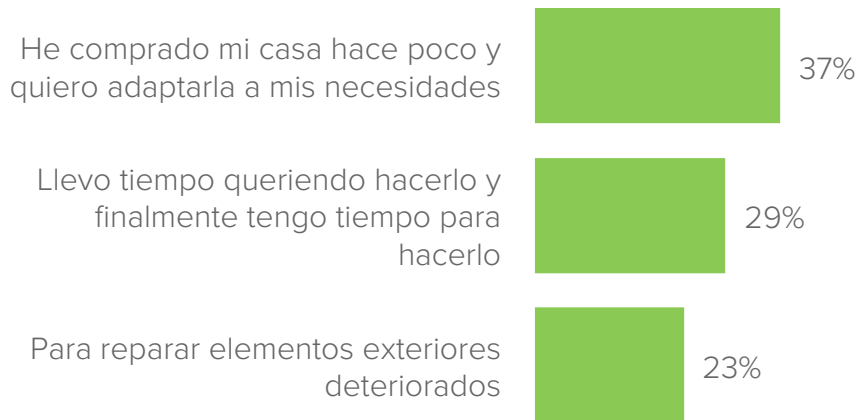 He comprado mi casa hace poco y
quiero adaptarla a mis necesidades
37%
Llevo tiempo queriendo hacerlo y
finalmente tengo tiempo para
hacerlo
29%
Para reparar elementos exteriores
deteriorados
23%